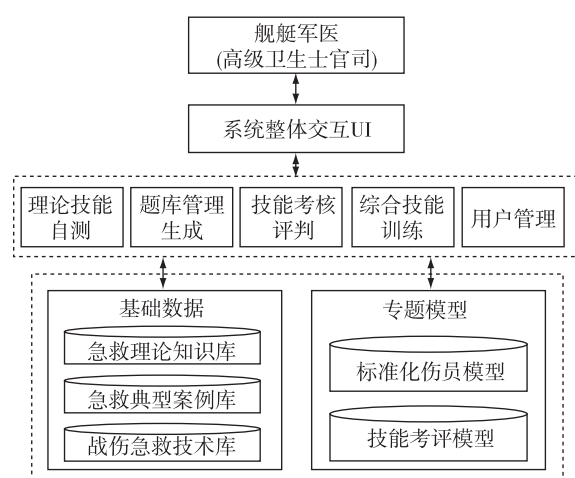 舰艇军医
(高级卫生士官司)
系统整体交互UI
理论技能
自测
题库管理
生成
技能考核
评判
综合技能
训练
用户管理
基础数据
急救理论知识库
急救典型案例库
战伤急救技术库
专题模型
标准化伤员模型
技能考评模型